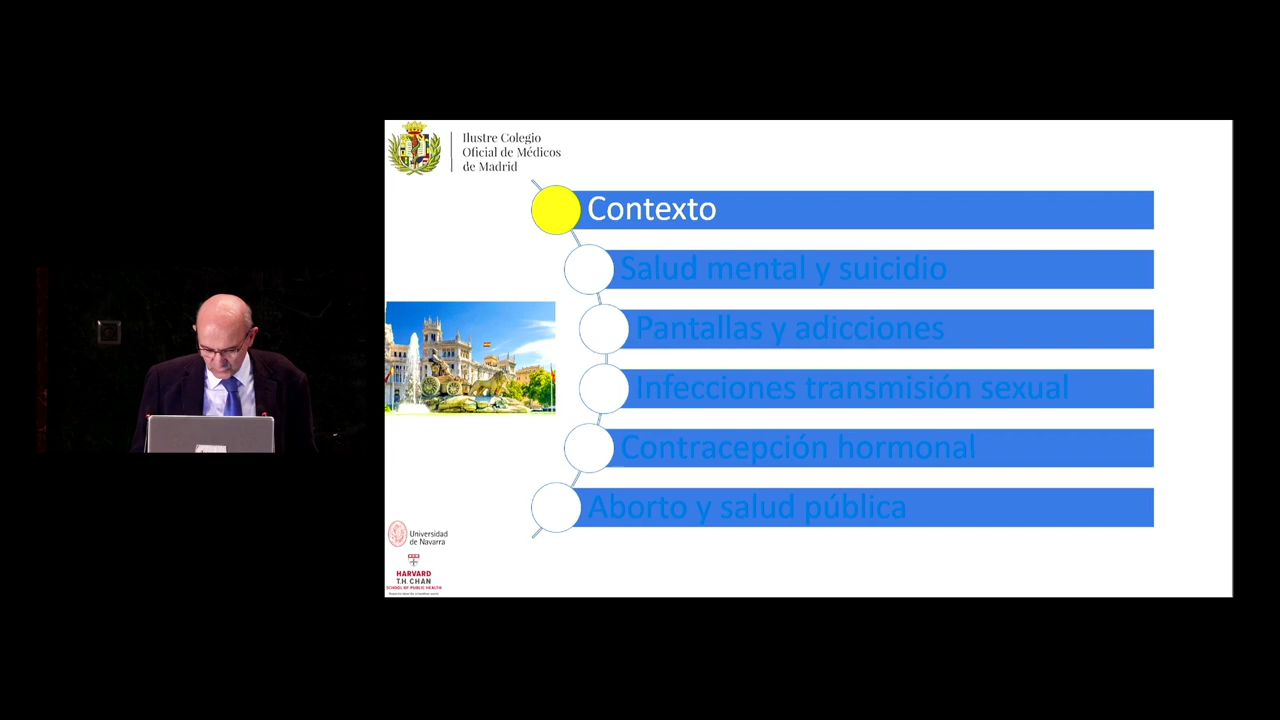 Ilustre Colegio
Oficial de Médicos
de Madrid
Contexto
Salud mental y suicidio
Pantallas y adicciones
Infecciones transmisión sexual
Contracepción hormonal
Aborto y salud pública
Universidad
de Navarra
HARVARD
T.H. CHAN
SCHOOL OF PUBLIC HEALTH